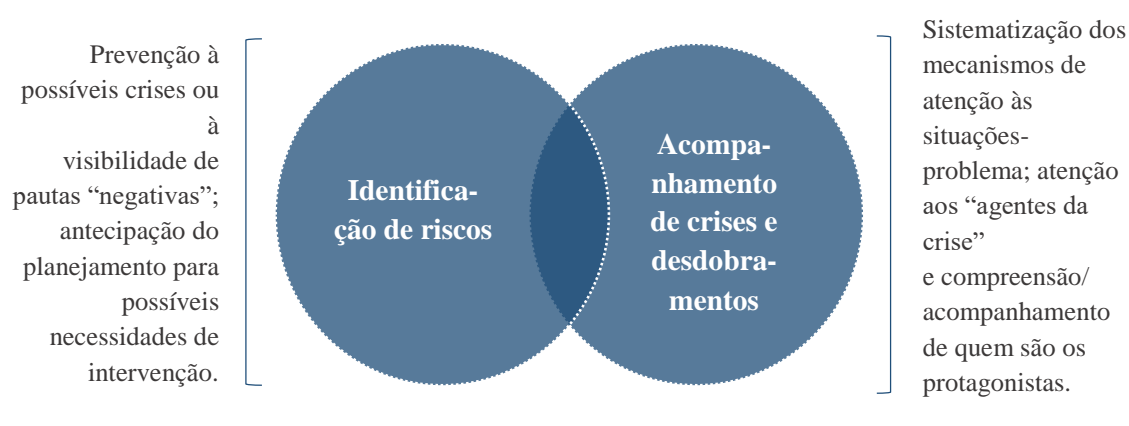 Prevenção à
possíveis crises ou
à
visibilidade de
pautas “negativas”;
antecipação do
planejamento para
possíveis
necessidades de
intervenção.
Identifica-
ção de riscos
Acompa-
nhamento
de crises e
desdobra-
mentos
Sistematização dos
mecanismos de
atenção às
situações-
problema; atenção
aos “agentes da
crise”
e compreensão/
acompanhamento
de quem são os
protagonistas.